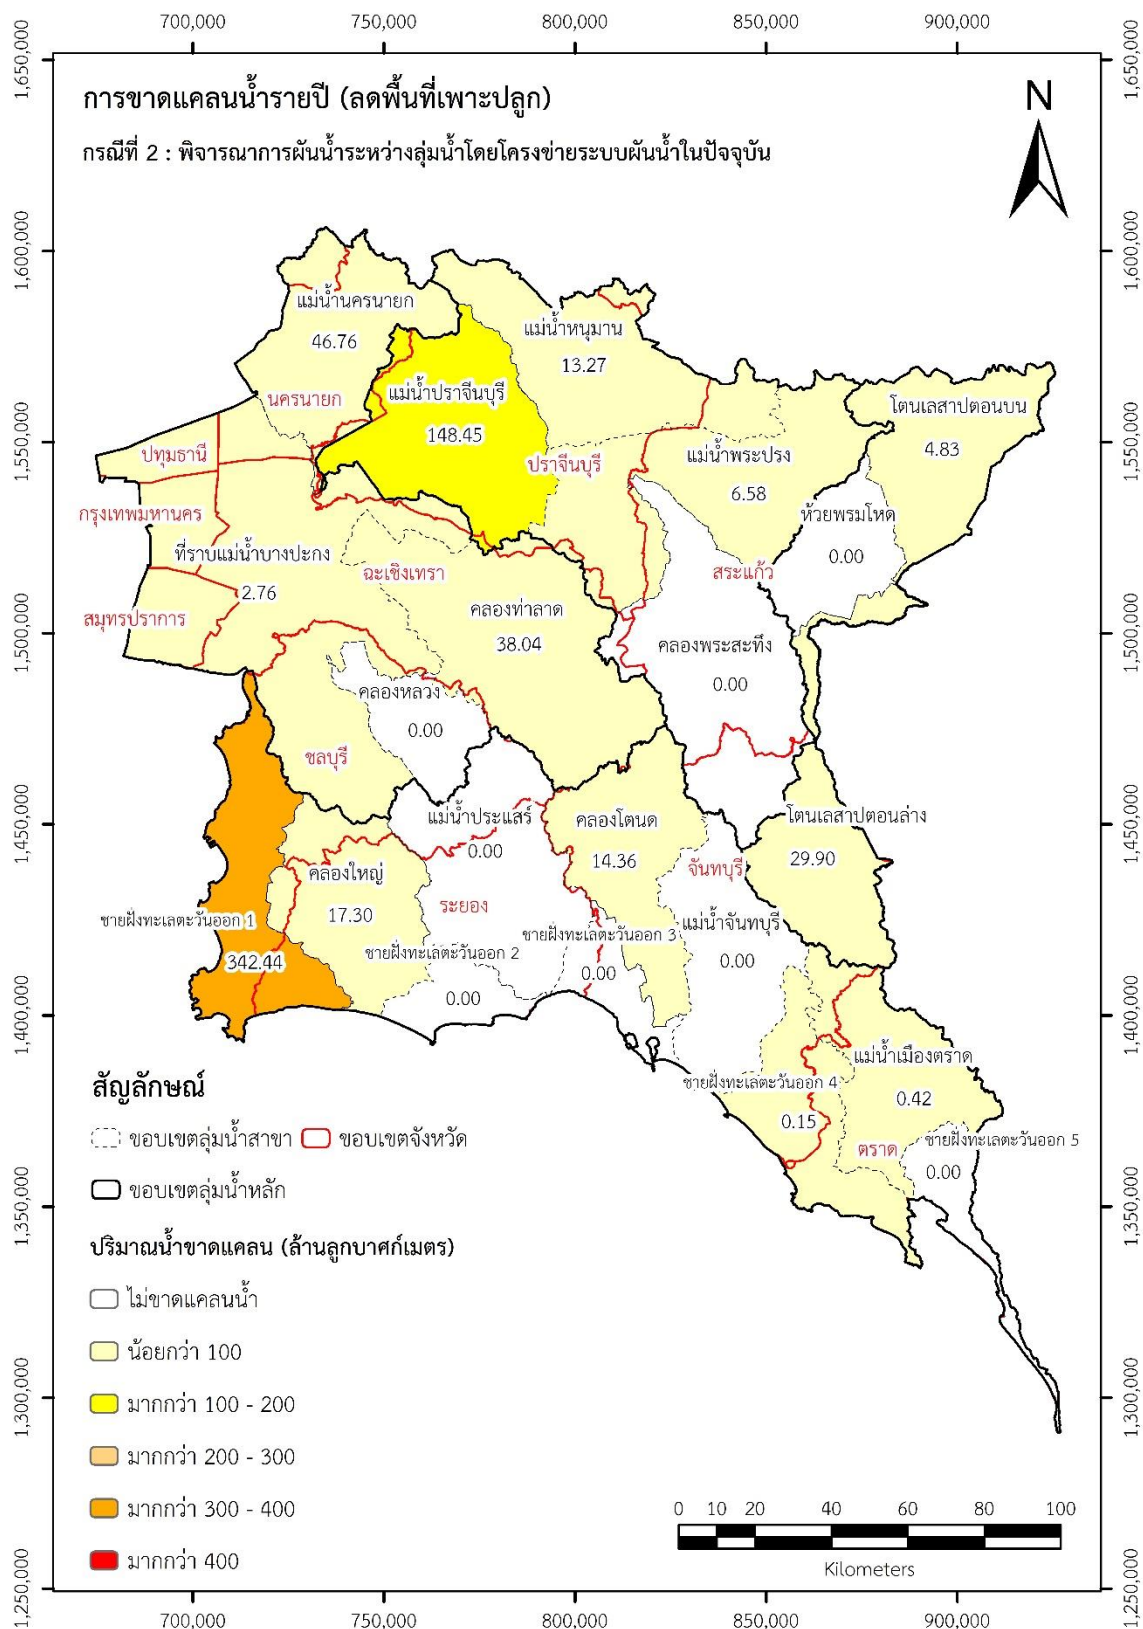 700,000 750,000 800,000 850,000 900,000
1,650,000 1,650,000
การขาดแคลนน้ำรายปี (ลดพื้นที่เพาะปลูก)
N
กรณีที่ 2 : พิจารณาการผันน้ำระหว่างลุ่มน้ำโดยโครงข่ายระบบผันน้ำในปัจจุบัน
1,600,000 1,600,000
แม่น้ำนครนายก
46.76
แม่น้ำหนุมาน
13.27
แม่น้ำปราจีนบุรี
148.45
นครนายก
โตนเลสาปตอนบน
4.83
1,550,000 1,550,000
ปทุมธานี
ปราจีนบุรี
แม่น้ำพระปรง
6.58
กรุงเทพมหานคร
ห้วยพรมโหด
0.00
ที่ราบแม่น้ำบางปะกง
2.76
ฉะเชิงเทรา
สระแก้ว
สมุทรปราการ
คลองท่าลาด
38.04
1,500,000 1,500,000
คลองพระสะทึง
0.00
คลองหลวง
0.00
ชลบุรี
1,450,000 1,450,000
แม่น้ำประแสร์
0.00
คลองโตนด
14.36
โตนเลสาปตอนล่าง
29.90
คลองใหญ่
17.30
จันทบุรี
ระยอง
ชายฝั่งทะเลตะวันออก 1
342.44
แม่น้ำจันทบุรี
0.00
ชายฝั่งทะเลตะวันออก 3
0.00
ชายฝั่งทะเลตะวันออก 2
0.00
1,400,000 1,400,000
แม่น้ำเมืองตราด
0.42
ชายฝั่งทะเลตะวันออก 4
0.15
ตราด
ชายฝั่งทะเลตะวันออก 5
0.00
สัญลักษณ์
ขอบเขตลุ่มน้ำสาขา ขอบเขตจังหวัด
ขอบเขตลุ่มน้ำหลัก
1,350,000 1,350,000
ปริมาณน้ำขาดแคลน (ล้านลูกบาศก์เมตร)
ไม่ขาดแคลนน้ำ
น้อยกว่า 100
มากกว่า 100 - 200
1,300,000 1,300,000
มากกว่า 200 - 300
มากกว่า 300 - 400
มากกว่า 400
0 10 20 40 60 80 100
Kilometers
1,250,000 1,250,000
700,000 750,000 800,000 850,000 900,000